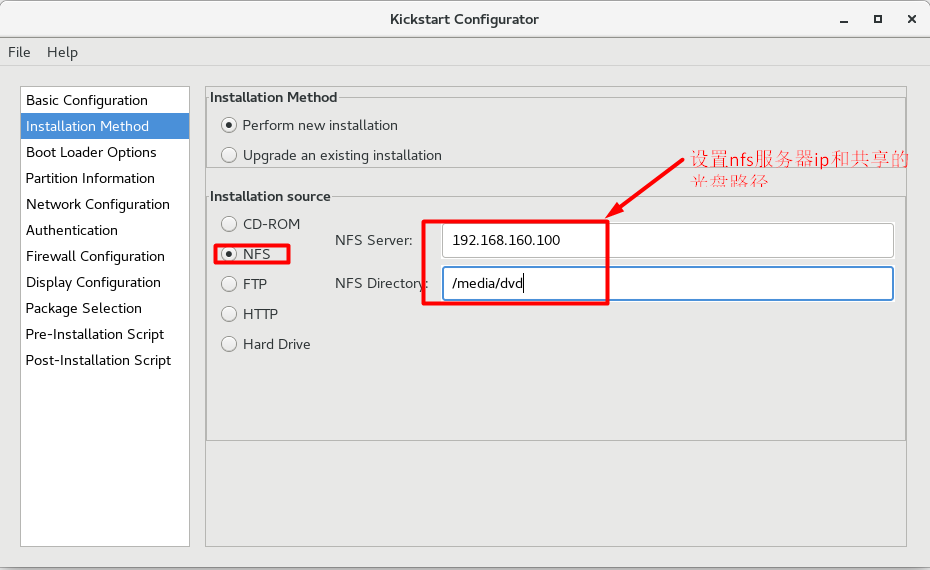 Kickstart Configurator
File Help
Basic Configuration
Installation Method
Boot Loader Options
Partition Information
Network Configuration
Authentication
Firewall Configuration
Display Configuration
Package Selection
Pre-Installation Script
Post-Installation Script
Installation Method
Perform new installation
Upgrade an existing installation
设置nfs服务器ip和共享的
光盘路径
Installation source
CD-ROM
NFS
FTP
HTTP
Hard Drive
NFS Server: 192.168.160.100
NFS Directory: /media/dvd